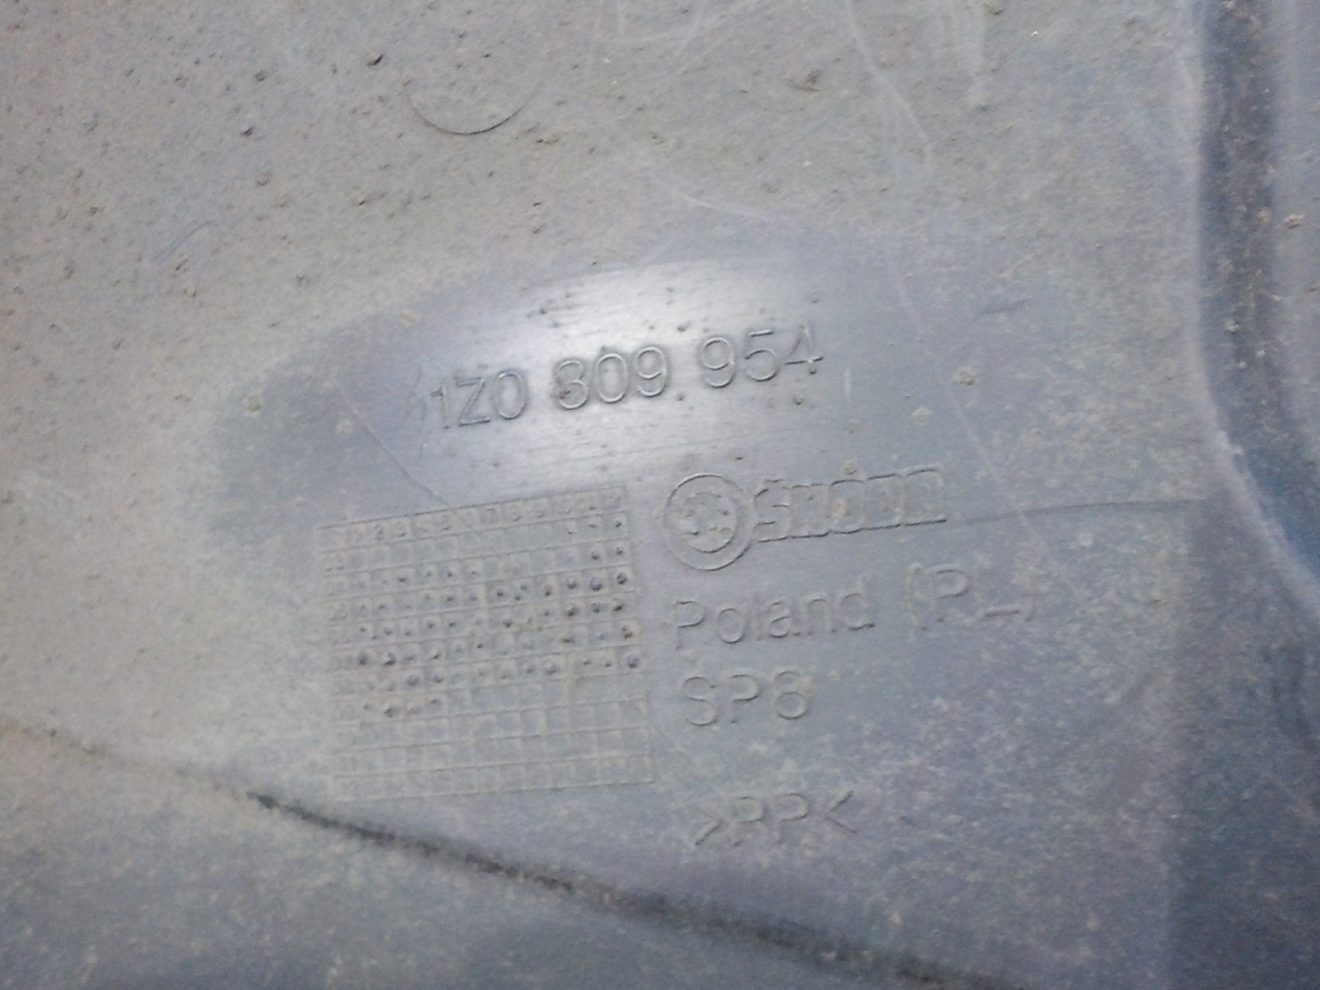 1Z0 809 954
ŠKODA
Poland (PL)
SP8
>PP<